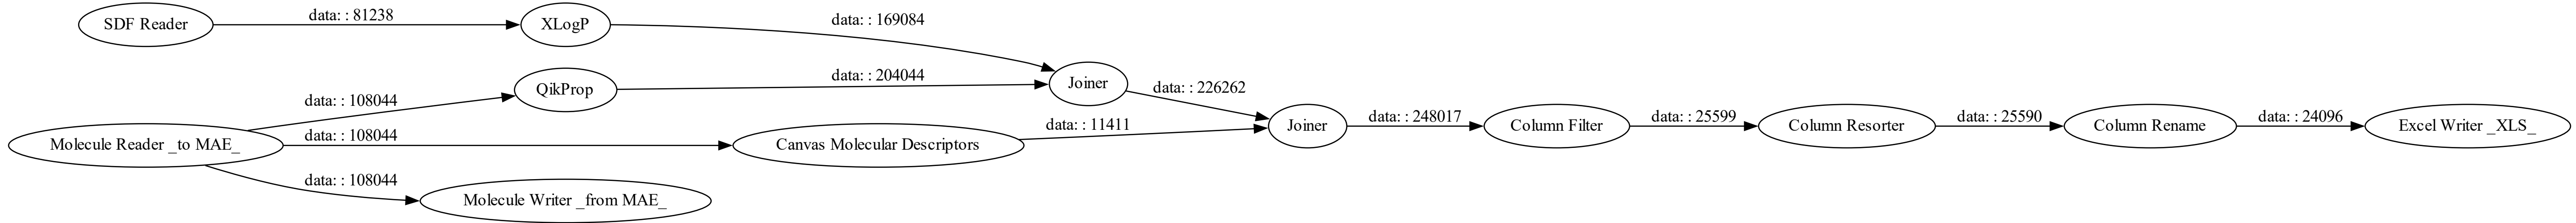 SDF Reader
data: : 81238
XLogP
data: : 169084
QikProp
data: : 204044
Joiner
data: : 226262
data: : 108044
Molecule Reader _to MAE_
data: : 108044
Canvas Molecular Descriptors
data: : 11411
Joiner
data: : 248017
Column Filter
data: : 25599
Column Resorter
data: : 25590
Column Rename
data: : 24096
Excel Writer _XLS_
data: : 108044
Molecule Writer _from MAE_